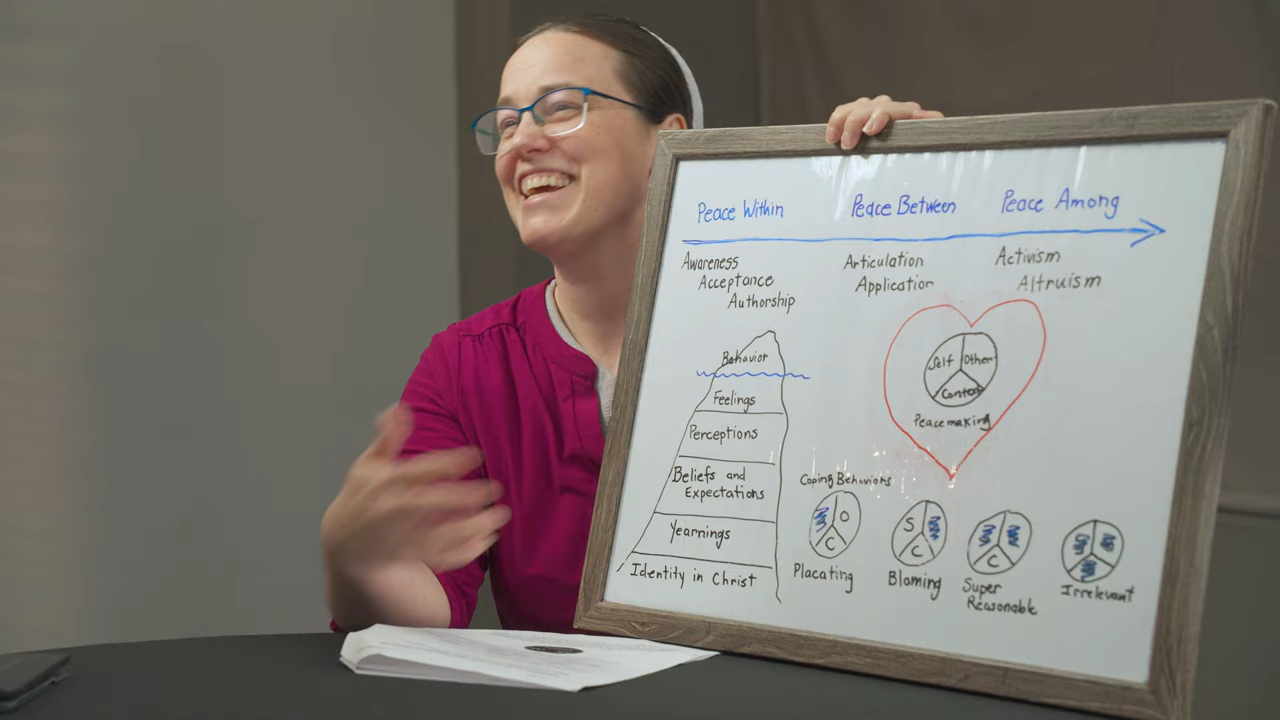 Peace Within
Peace Between
Peace Among
Awareness
Acceptance
Authorship
Articulation
Application
Activism
Altruism
Behavior
Feelings
Perceptions
Beliefs and
Expectations
Yearnings
Identity in Christ
Self
Other
Context
Peacemaking
Coping Behaviors
O
C
Placating
S
C
Blaming
C
Super
Reasonable
Irrelevant